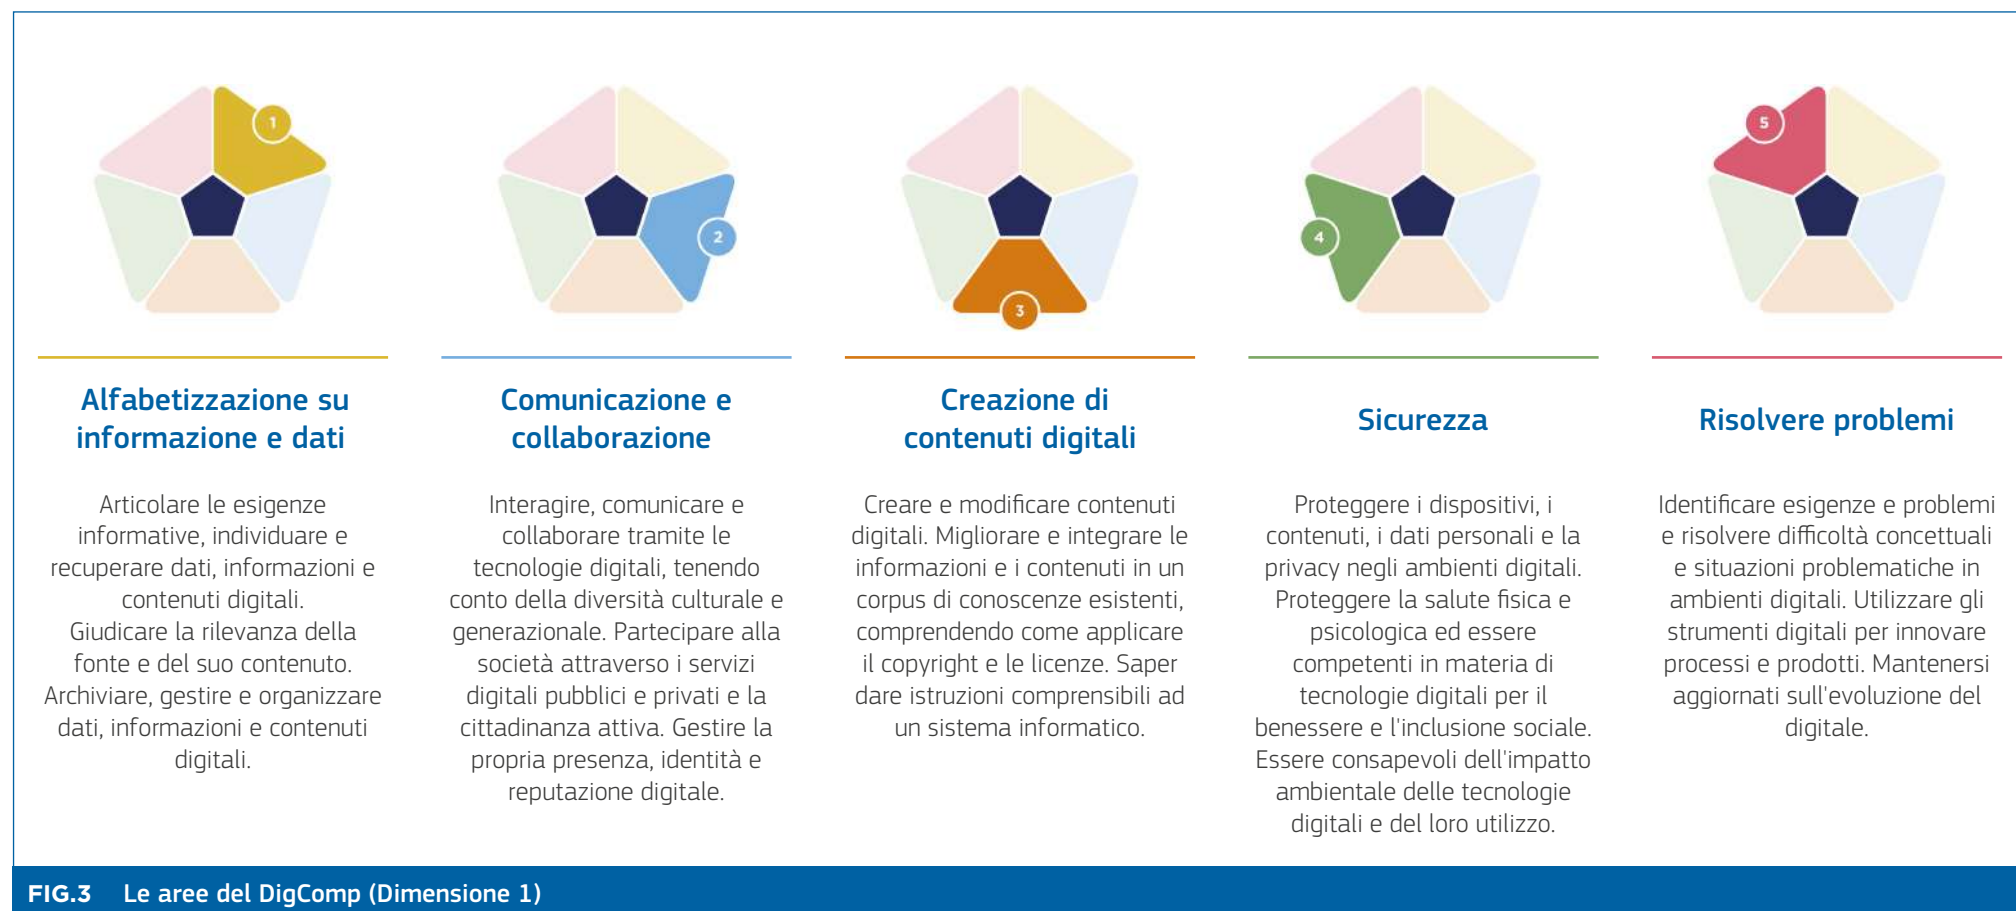 1
Alfabetizzazione su
informazione e dati
Articolare le esigenze
informative, individuare e
recuperare dati, informazioni e
contenuti digitali.
Giudicare la rilevanza della
fonte e del suo contenuto.
Archiviare, gestire e organizzare
dati, informazioni e contenuti
digitali.
2
Comunicazione e
collaborazione
Interagire, comunicare e
collaborare tramite le
tecnologie digitali, tenendo
conto della diversità culturale e
generazionale. Partecipare alla
società attraverso i servizi
digitali pubblici e privati e la
cittadinanza attiva. Gestire la
propria presenza, identità e
reputazione digitale.
3
Creazione di
contenuti digitali
Creare e modificare contenuti
digitali. Migliorare e integrare le
informazioni e i contenuti in un
corpus di conoscenze esistenti,
comprendendo come applicare
il copyright e le licenze. Saper
dare istruzioni comprensibili ad
un sistema informatico.
4
Sicurezza
Proteggere i dispositivi, i
contenuti, i dati personali e la
privacy negli ambienti digitali.
Proteggere la salute fisica e
psicologica ed essere
competenti in materia di
tecnologie digitali per il
benessere e l'inclusione sociale.
Essere consapevoli dell'impatto
ambientale delle tecnologie
digitali e del loro utilizzo.
5
Risolvere problemi
Identificare esigenze e problemi
e risolvere difficoltà concettuali
e situazioni problematiche in
ambienti digitali. Utilizzare gli
strumenti digitali per innovare
processi e prodotti. Mantenersi
aggiornati sull'evoluzione del
digitale.
FIG.3 Le aree del DigComp (Dimensione 1)